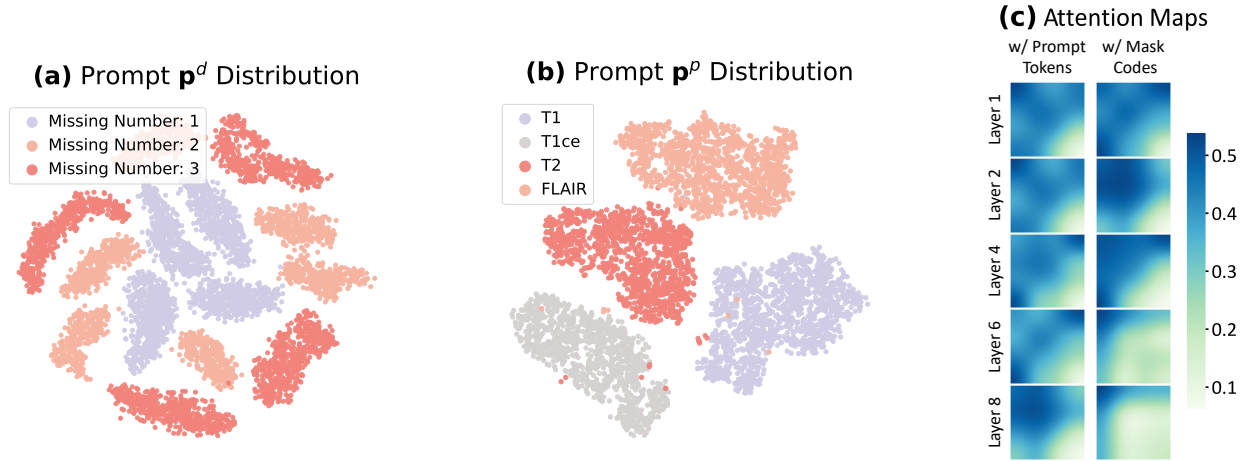 (a) Prompt p^d Distribution
Missing Number: 1
Missing Number: 2
Missing Number: 3
(b) Prompt p^p Distribution
T1
T1ce
T2
FLAIR
(c) Attention Maps
w/ Prompt Tokens
w/ Mask Codes
Layer 1
Layer 2
Layer 4
Layer 6
Layer 8
0.5
0.4
0.3
0.2
0.1